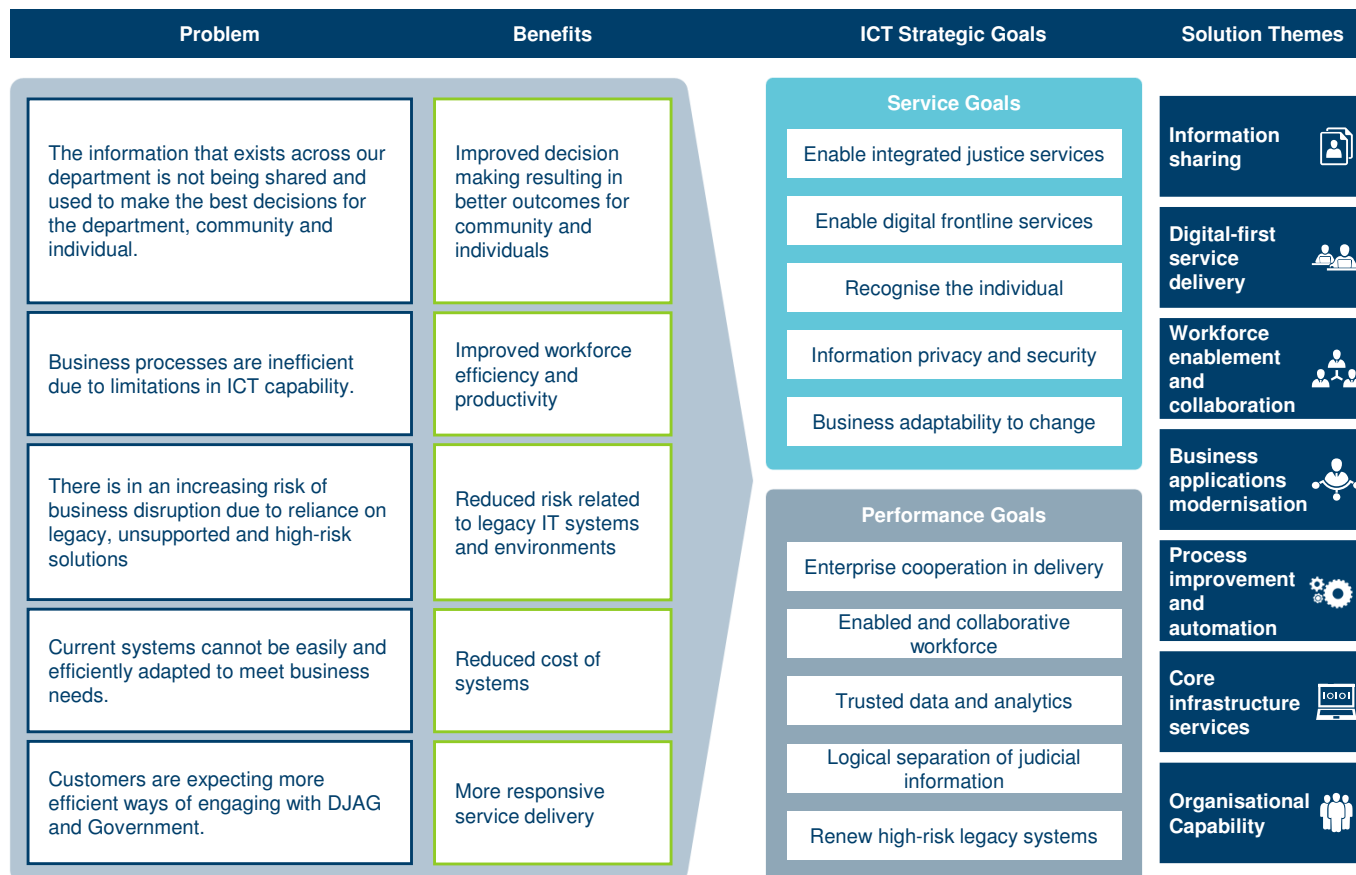 Problem
Benefits
ICT Strategic Goals
Solution Themes
The information that exists across our
department is not being shared and
used to make the best decisions for
the department, community and
individual.
Improved decision
making resulting in
better outcomes for
community and
individuals
Business processes are inefficient
due to limitations in ICT capability.
Improved workforce
efficiency and
productivity
There is in an increasing risk of
business disruption due to reliance on
legacy, unsupported and high-risk
solutions
Reduced risk related
to legacy IT systems
and environments
Current systems cannot be easily and
efficiently adapted to meet business
needs.
Reduced cost of
systems
Customers are expecting more
efficient ways of engaging with DJAG
and Government.
More responsive
service delivery
Service Goals
Enable integrated justice services
Enable digital frontline services
Recognise the individual
Information privacy and security
Business adaptability to change
Performance Goals
Enterprise cooperation in delivery
Enabled and collaborative
workforce
Trusted data and analytics
Logical separation of judicial
information
Renew high-risk legacy systems
Information
sharing
Digital-first
service
delivery
Workforce
enablement
and
collaboration
Business
applications
modernisation
Process
improvement
and
automation
Core
infrastructure
services
10101
Organisational
Capability